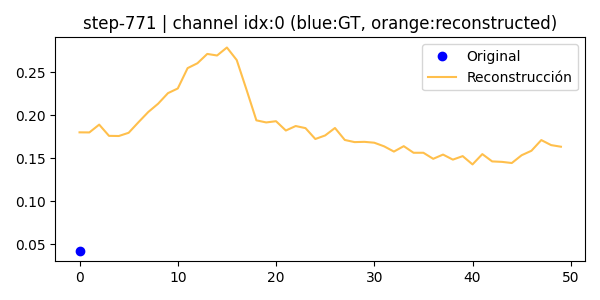 step-771 | channel idx:0 (blue:GT, orange:reconstructed)
Original
Reconstrucción
0.25
0.20
0.15
0.10
0.05
0 10 20 30 40 50